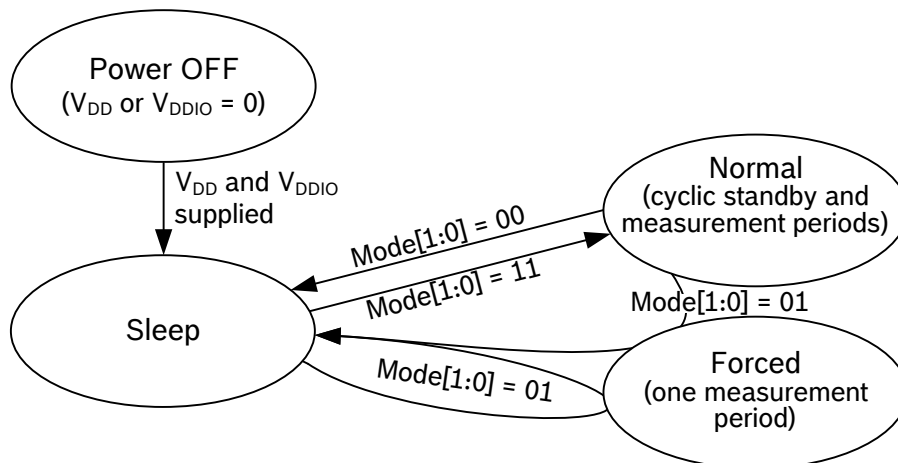 Power OFF
(VDD or VDDIO = 0)
VDD and VDDIO
supplied
Normal
(cyclic standby and
measurement periods)
Mode[1:0] = 00
Mode[1:0] = 11
Mode[1:0] = 01
Sleep
Mode[1:0] = 01
Forced
(one measurement
period)